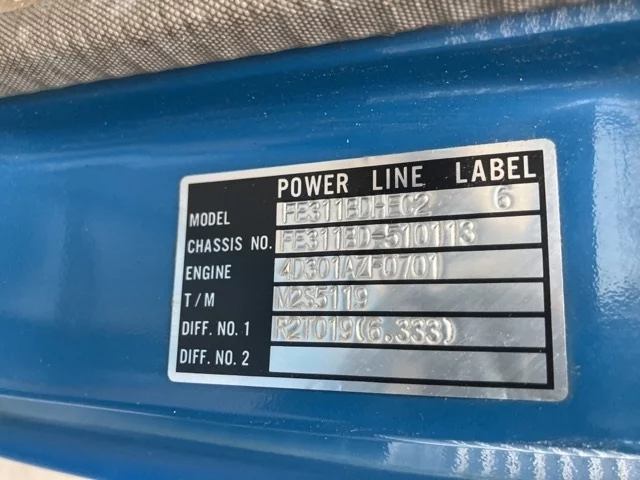 POWER LINE LABEL
MODEL FE311EDHEC2 6
CHASSIS NO. FE311ED-510113
ENGINE 4D301AZF0701
T/M M2S5119
DIFF. NO. 1 R2T019(6.333)
DIFF. NO. 2